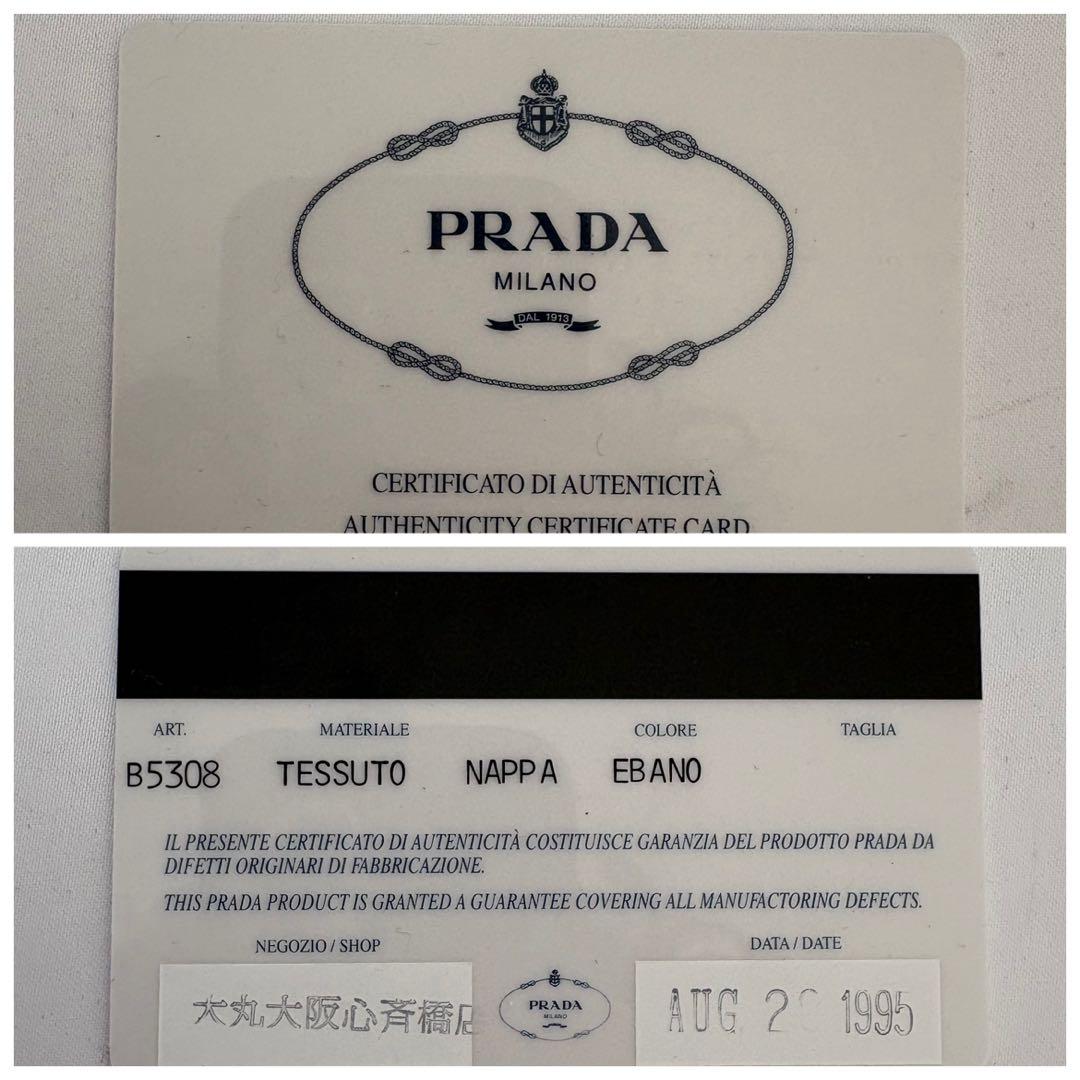 PRADA
MILANO
DAL 1913
CERTIFICATO DI AUTENTICITÀ
AUTHENTICITY CERTIFICATE CARD
ART. MATERIALE COLORE TAGLIA
B5308 TESSUTO NAPPA EBANO
IL PRESENTE CERTIFICATO DI AUTENTICITÀ COSTITUISCE GARANZIA DEL PRODOTTO PRADA DA
DIFETTI ORIGINARI DI FABBRICAZIONE.
THIS PRADA PRODUCT IS GRANTED A GUARANTEE COVERING ALL MANUFACTORING DEFECTS.
NEGOZIO / SHOP DATA / DATE
大丸大阪心斉橋店
PRADA
MILANO
AUG 2 1995